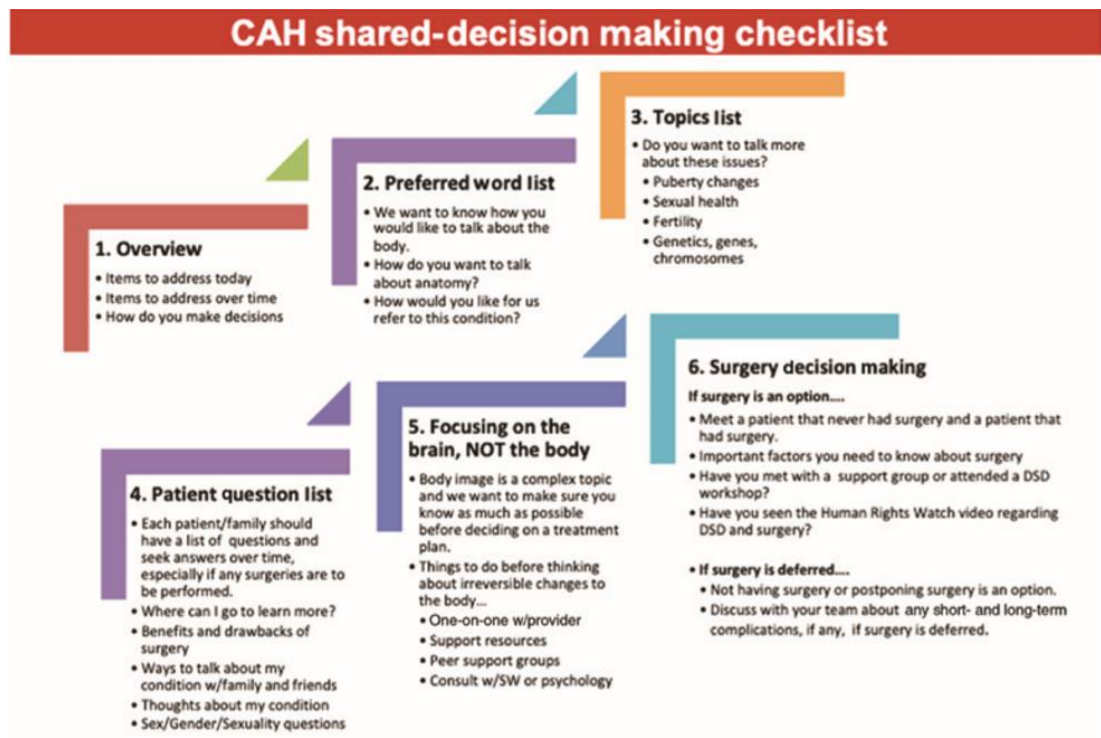 CAH shared-decision making checklist
1. Overview
• Items to address today
• Items to address over time
• How do you make decisions
2. Preferred word list
• We want to know how you
would like to talk about the
body.
• How do you want to talk
about anatomy?
• How would you like for us
refer to this condition?
3. Topics list
• Do you want to talk more
about these issues?
• Puberty changes
• Sexual health
• Fertility
• Genetics, genes,
chromosomes
4. Patient question list
• Each patient/family should
have a list of questions and
seek answers over time,
especially if any surgeries are to
be performed.
• Where can I go to learn more?
• Benefits and drawbacks of
surgery
• Ways to talk about my
condition w/family and friends
• Thoughts about my condition
• Sex/Gender/Sexuality questions
5. Focusing on the
brain, NOT the body
• Body image is a complex topic
and we want to make sure you
know as much as possible
before deciding on a treatment
plan.
• Things to do before thinking
about irreversible changes to
the body...
• One-on-one w/provider
• Support resources
• Peer support groups
• Consult w/SW or psychology
6. Surgery decision making
If surgery is an option....
• Meet a patient that never had surgery and a patient that
had surgery.
• Important factors you need to know about surgery
• Have you met with a support group or attended a DSD
workshop?
• Have you seen the Human Rights Watch video regarding
DSD and surgery?
• If surgery is deferred....
• Not having surgery or postponing surgery is an option.
• Discuss with your team about any short- and long-term
complications, if any, if surgery is deferred.